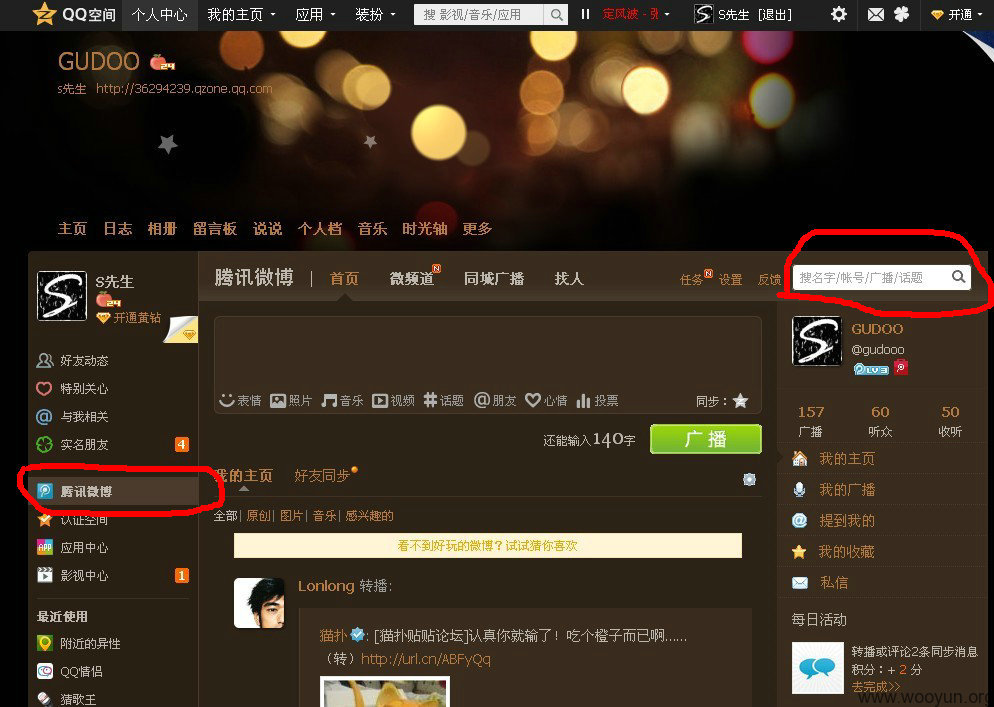 QQ空间 个人中心 我的主页 应用 装扮 搜 影视/音乐/应用 定风波 - S先生 [退出] 开通
GUDOO 24
s先生 http://36294239.qzone.qq.com
主页 日志 相册 留言板 说说 个人档 音乐 时光轴 更多
S先生
24
开通黄钻
好友动态
特别关心
与我相关
实名朋友 4
腾讯微博
认证空间
APP 应用中心
影视中心 1
最近使用
附近的异性
QQ情侣
猜歌王
腾讯微博 | 首页 微频道 N 同城广播 找人 任务 N 设置 反馈
表情 照片 音乐 视频 话题 朋友 心情 投票 同步:
还能输入140字 广播
我的主页 好友同步
全部| 原创| 图片| 音乐| 感兴趣的
看不到好玩的微博？试试猜你喜欢
Lonlong 转播:
猫扑: [猫扑贴贴论坛]认真你就输了！吃个橙子而已啊......
（转）http://url.cn/ABFyQq
搜名字/帐号/广播/话题
GUDOO
@gudooo
LV3
157 60 50
广播 听众 收听
我的主页
我的广播
提到我的
我的收藏
私信
每日活动
转播或评论2条同步消息
积分：+ 2 分
去完成>>
www.wooyun.org